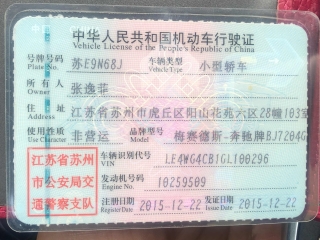 中华人民共和国机动车行驶证
Vehicle License of the People's Republic of China
号牌号码 苏E9N68J 车辆类型 小型轿车
Plate No. Vehicle Type
所有人 张逸菲
Owner
住址 江苏省苏州市虎丘区阳山花苑六区28幢103室
Address
使用性质 非营运 品牌型号 梅赛德斯-奔驰牌BJ7204G
Use Character Model
江苏省苏州
市公安局交
通警察支队
车辆识别代号 LE4WG4CB1GL100296
VIN
发动机号码 10259509
Engine No.
注册日期 2015-12-22 发证日期 2015-12-22
Register Date Issue Date